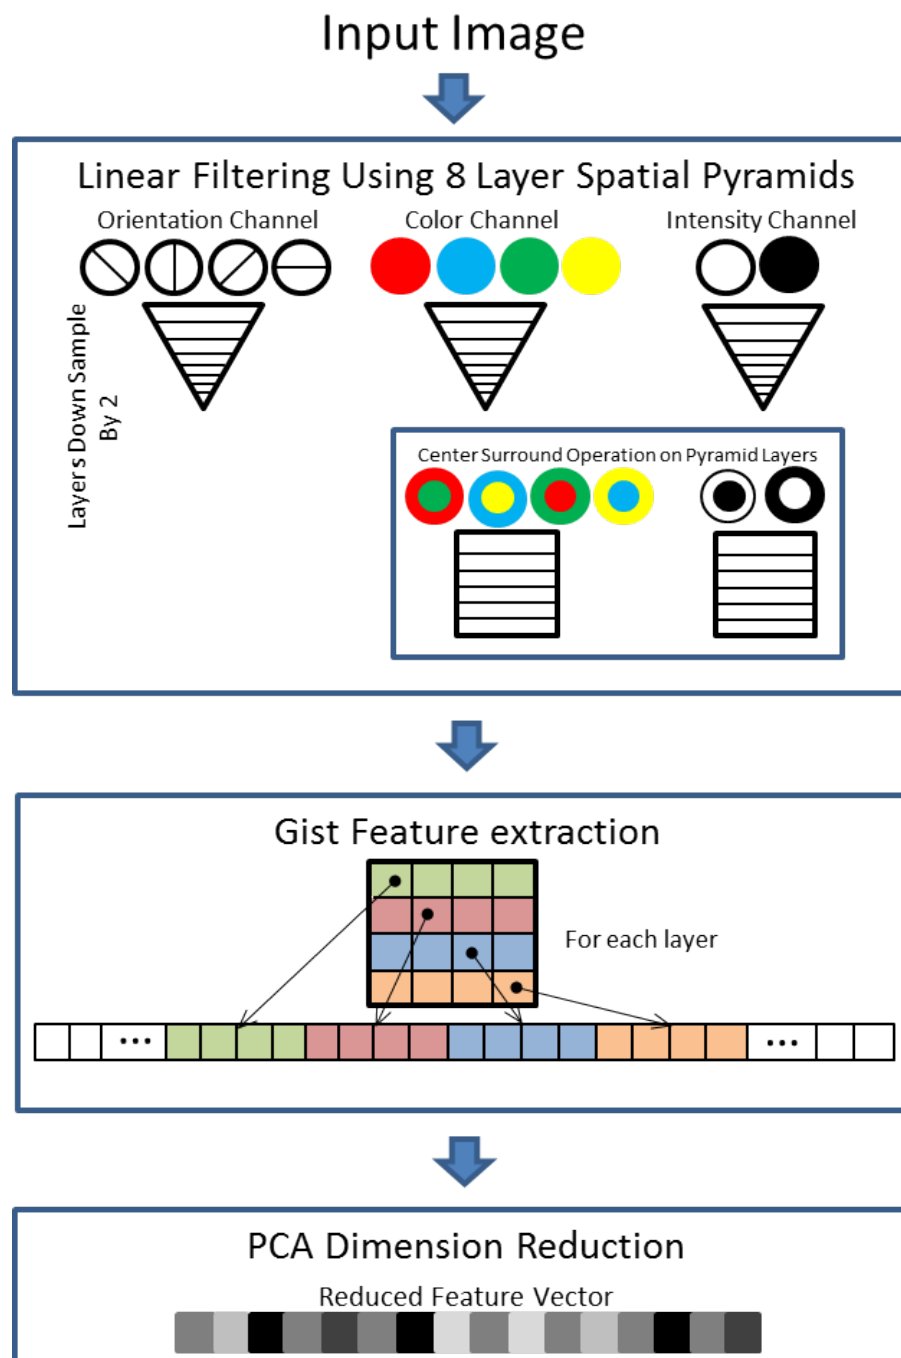 Input Image
Linear Filtering Using 8 Layer Spatial Pyramids
Orientation Channel
Color Channel
Intensity Channel
Layers Down Sample
By 2
Center Surround Operation on Pyramid Layers
Gist Feature extraction
For each layer
...
...
PCA Dimension Reduction
Reduced Feature Vector